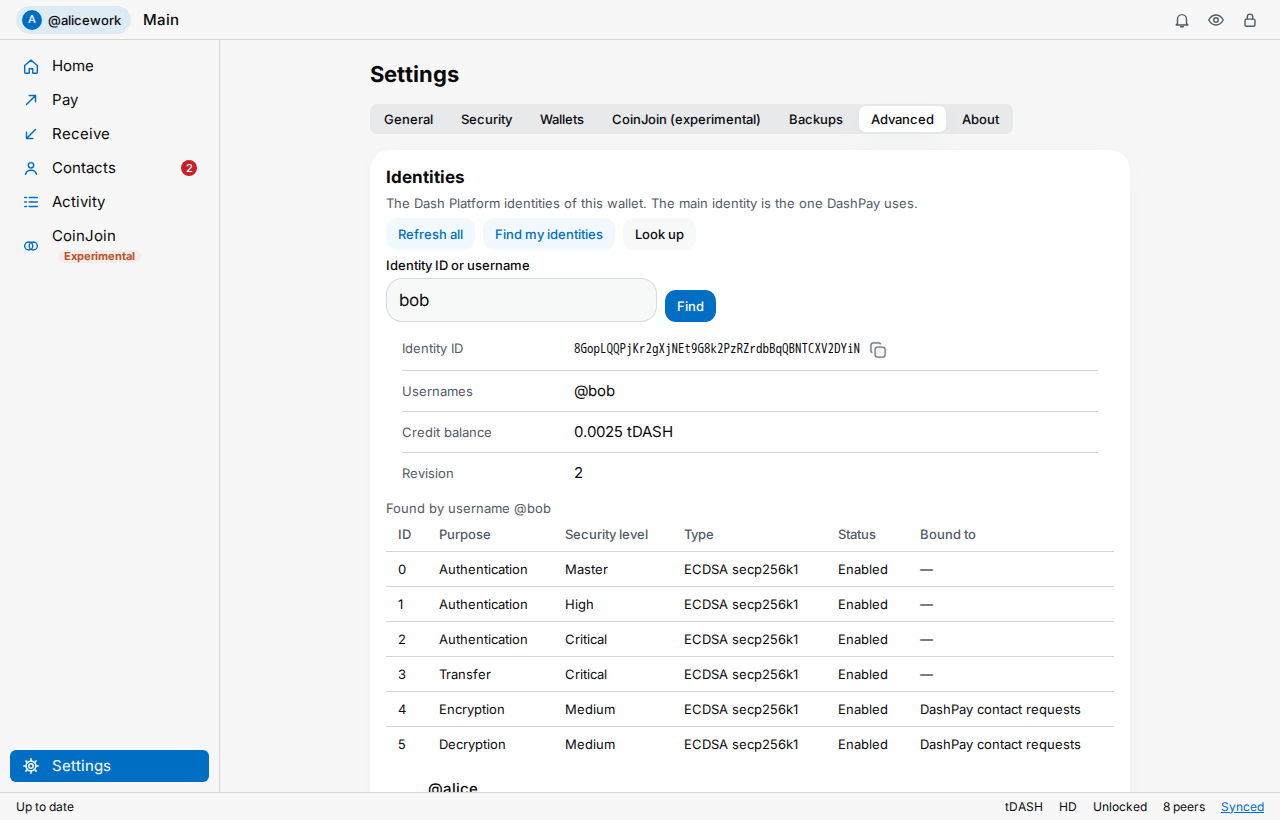 A @alicework Main
Home
Pay
Receive
Contacts 2
Activity
CoinJoin
Experimental
Settings
Settings
General Security Wallets CoinJoin (experimental) Backups Advanced About
Identities
The Dash Platform identities of this wallet. The main identity is the one DashPay uses.
Refresh all Find my identities Look up
Identity ID or username
bob Find
Identity ID 8GopLQQPjKr2gXjNEt9G8k2PzRZrdbBqQBNTCXV2DYiN
Usernames @bob
Credit balance 0.0025 tDASH
Revision 2
Found by username @bob
ID Purpose Security level Type Status Bound to
0 Authentication Master ECDSA secp256k1 Enabled —
1 Authentication High ECDSA secp256k1 Enabled —
2 Authentication Critical ECDSA secp256k1 Enabled —
3 Transfer Critical ECDSA secp256k1 Enabled —
4 Encryption Medium ECDSA secp256k1 Enabled DashPay contact requests
5 Decryption Medium ECDSA secp256k1 Enabled DashPay contact requests
@alice
Up to date tDASH HD Unlocked 8 peers Synced